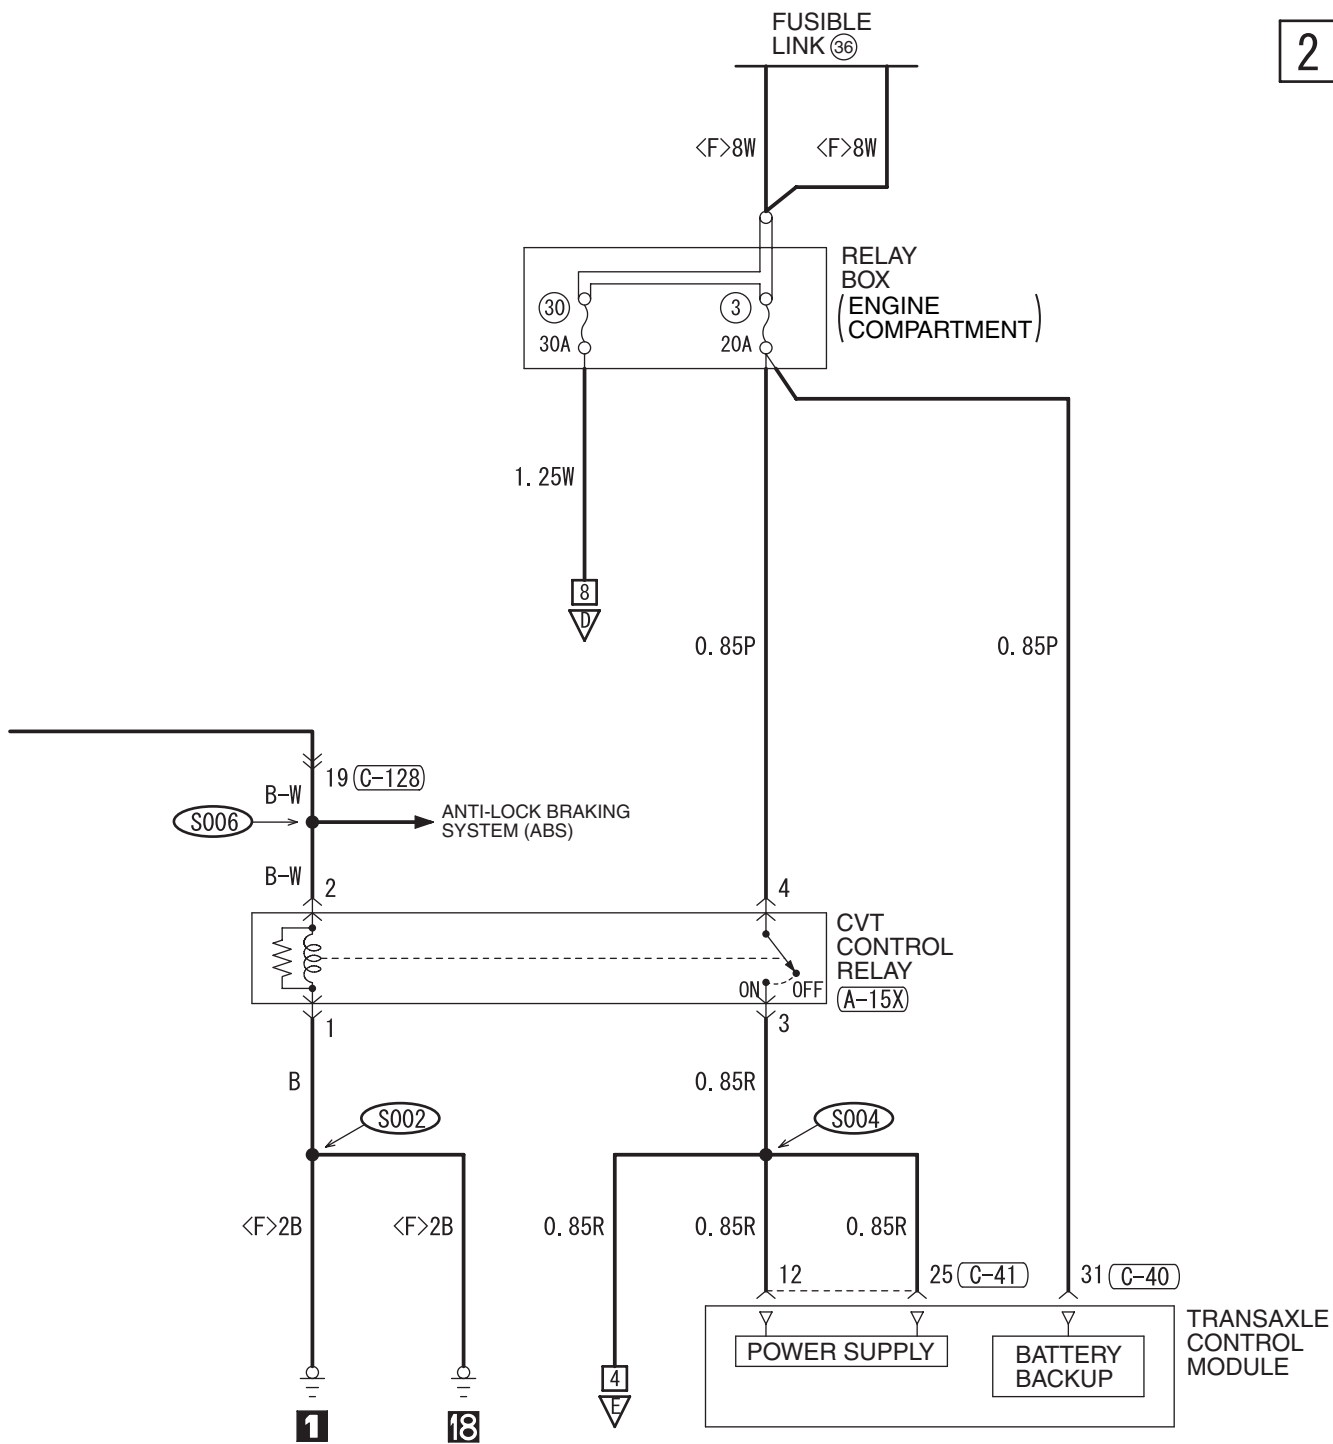 FUSIBLE
LINK 36
2
<F>8W
<F>8W
RELAY
BOX
(ENGINE
COMPARTMENT)
30
30A
3
20A
1.25W
8
D
0.85P
0.85P
19 C-128
B-W
S006
ANTI-LOCK BRAKING
SYSTEM (ABS)
B-W
2
4
CVT
CONTROL
RELAY
A-15X
ON OFF
1
3
B
0.85R
S002
S004
<F>2B
<F>2B
0.85R
0.85R
0.85R
12
25 C-41
31 C-40
TRANSAXLE
CONTROL
MODULE
POWER SUPPLY
BATTERY
BACKUP
4
E
1
18